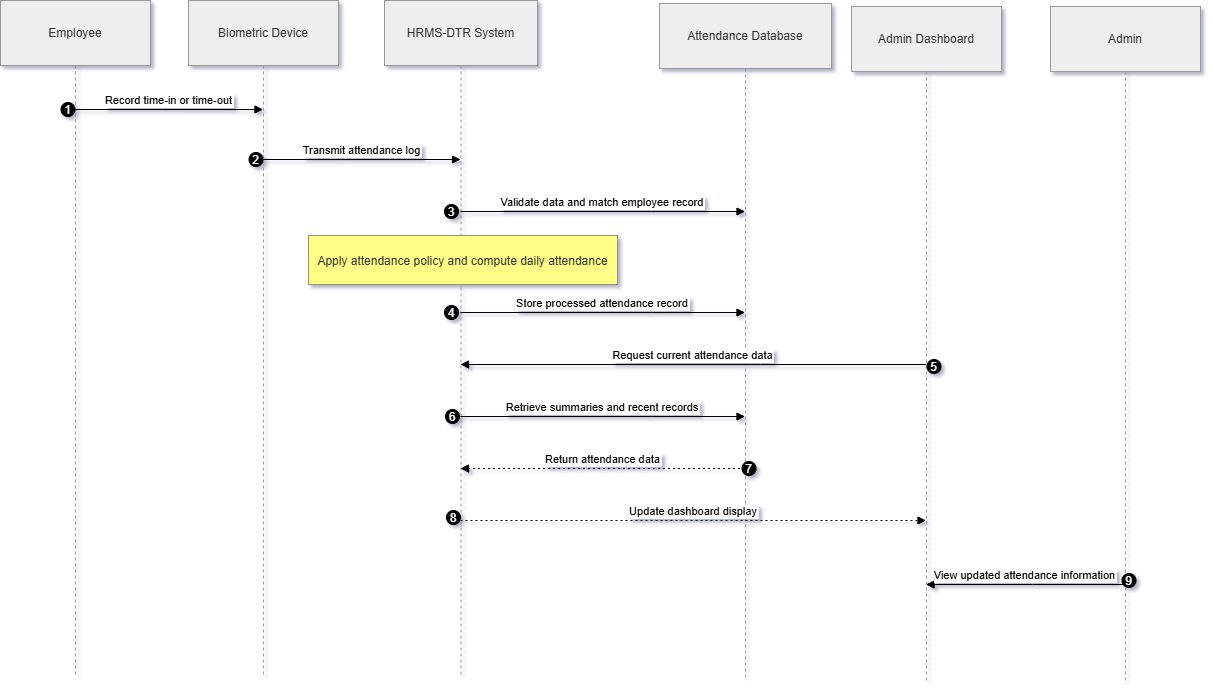 Employee
Biometric Device
HRMS-DTR System
Attendance Database
Admin Dashboard
Admin
1 Record time-in or time-out
2 Transmit attendance log
3 Validate data and match employee record
Apply attendance policy and compute daily attendance
4 Store processed attendance record
Request current attendance data 5
6 Retrieve summaries and recent records
Return attendance data 7
8 Update dashboard display
View updated attendance information 9